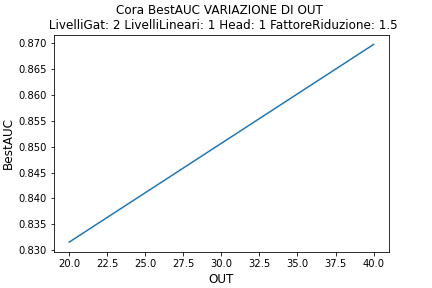 Cora BestAUC VARIAZIONE DI OUT
LivelliGat: 2 LivelliLineari: 1 Head: 1 FattoreRiduzione: 1.5
0.870
0.865
0.860
0.855
0.850
0.845
0.840
0.835
0.830
BestAUC
20.0 22.5 25.0 27.5 30.0 32.5 35.0 37.5 40.0
OUT